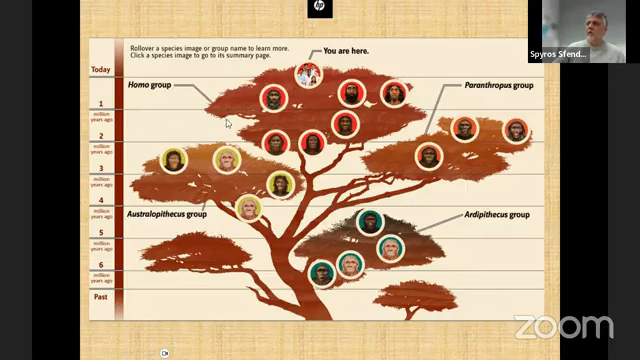 hp
Rollover a species image or group name to learn more.
Click a species image to go to its summary page.
You are here.
Spyros Sfend...
Today
Homo group
Paranthropus group
1
million
years ago
2
million
years ago
3
million
years ago
4
million
years ago
Australopithecus group
Ardipithecus group
5
million
years ago
6
million
years ago
Past
zoom